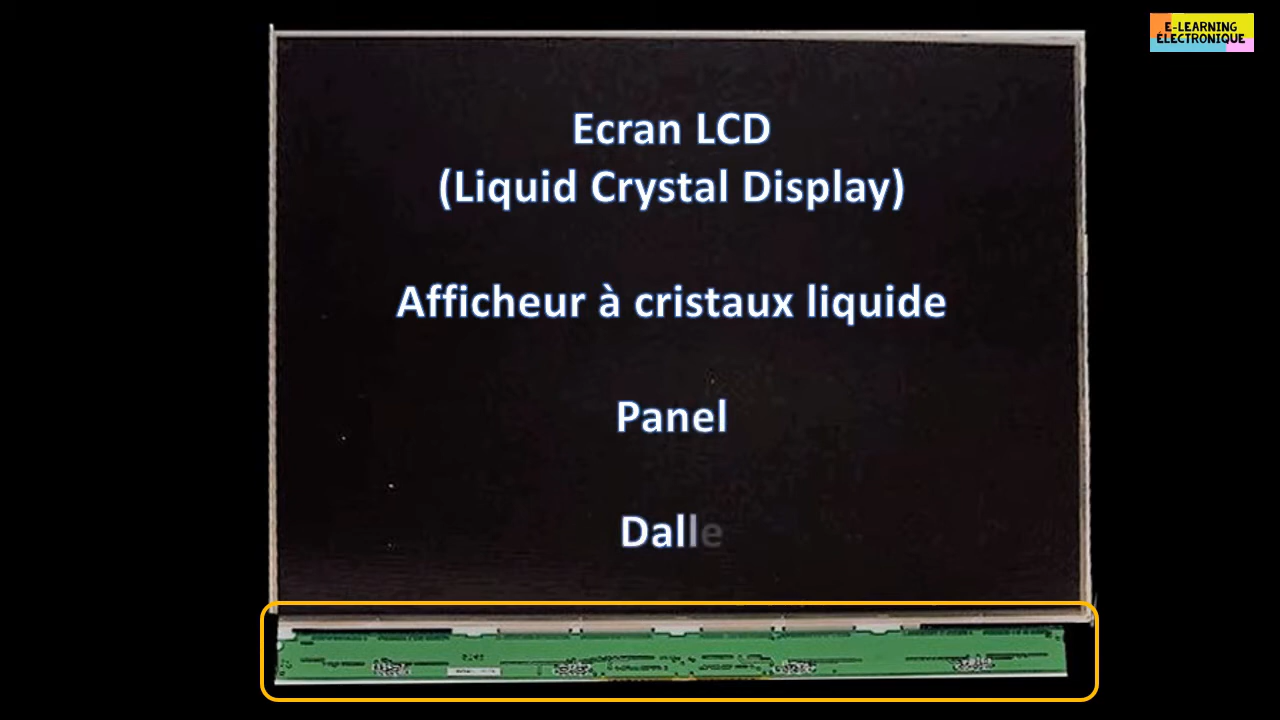 E-LEARNING
ÉLECTRONIQUE
Ecran LCD
(Liquid Crystal Display)
Afficheur à cristaux liquide
Panel
Dalle